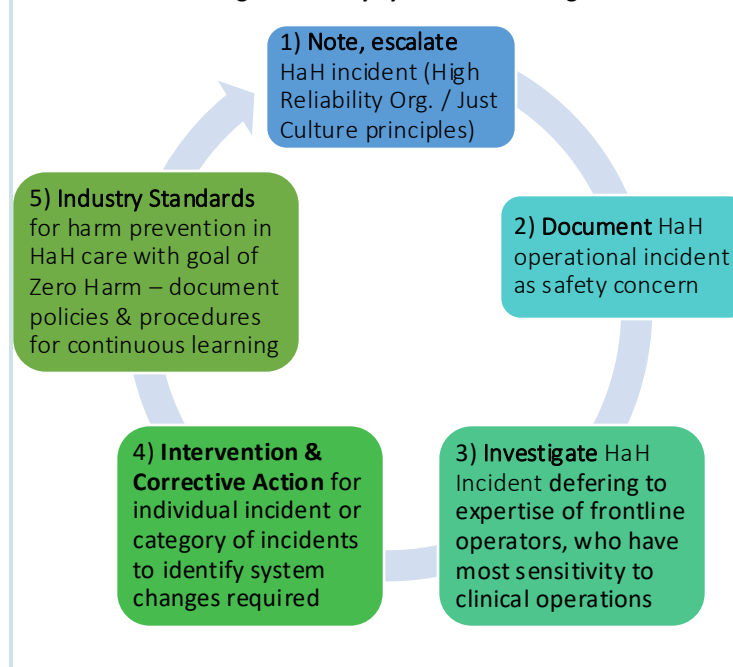 1) Note, escalate
HaH incident (High
Reliability Org. / Just
Culture principles)
2) Document HaH
operational incident
as safety concern
3) Investigate HaH
Incident defering to
expertise of frontline
operators, who have
most sensitivity to
clinical operations
4) Intervention &
Corrective Action for
individual incident or
category of incidents
to identify system
changes required
5) Industry Standards
for harm prevention in
HaH care with goal of
Zero Harm – document
policies & procedures
for continuous learning